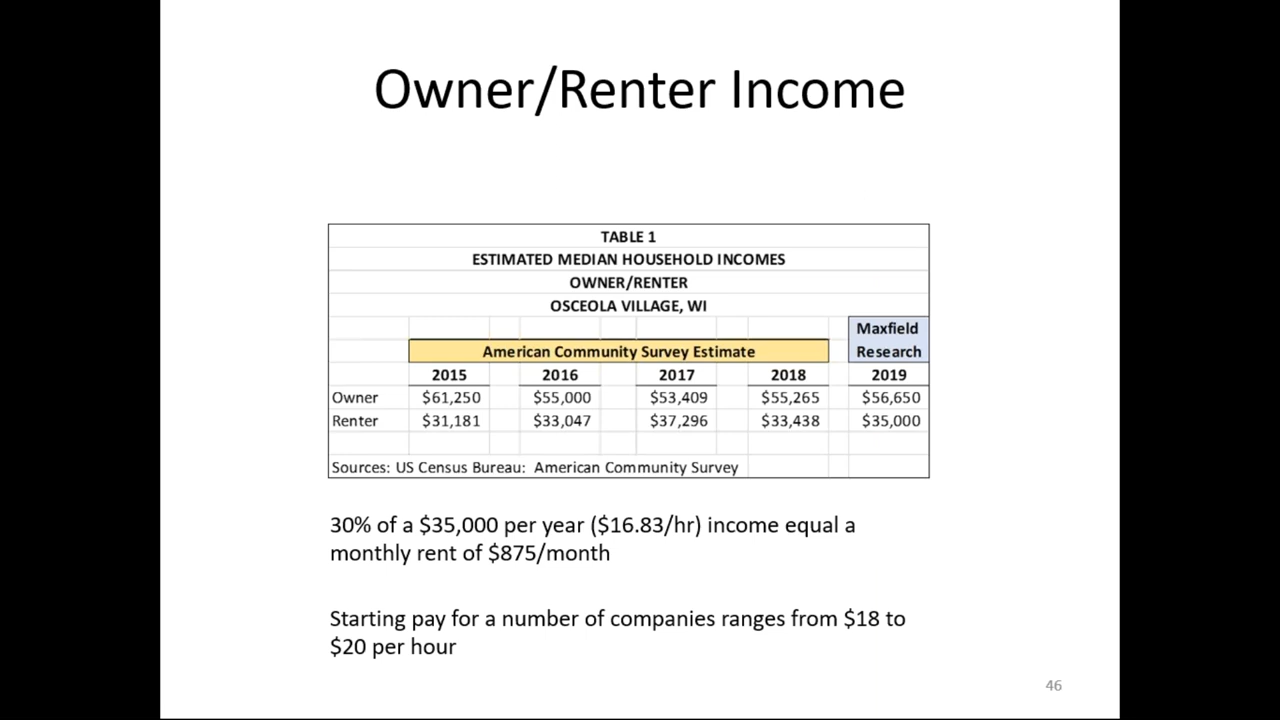 Owner/Renter Income
TABLE 1
ESTIMATED MEDIAN HOUSEHOLD INCOMES
OWNER/RENTER
OSCEOLA VILLAGE, WI
Maxfield
American Community Survey Estimate Research
2015 2016 2017 2018 2019
Owner $61,250 $55,000 $53,409 $55,265 $56,650
Renter $31,181 $33,047 $37,296 $33,438 $35,000
Sources: US Census Bureau: American Community Survey
30% of a $35,000 per year ($16.83/hr) income equal a
monthly rent of $875/month
Starting pay for a number of companies ranges from $18 to
$20 per hour
46